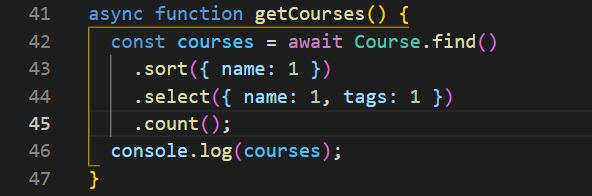 41 async function getCourses() {
42   const courses = await Course.find()
43     .sort({ name: 1 })
44     .select({ name: 1, tags: 1 })
45     .count();
46   console.log(courses);
47 }